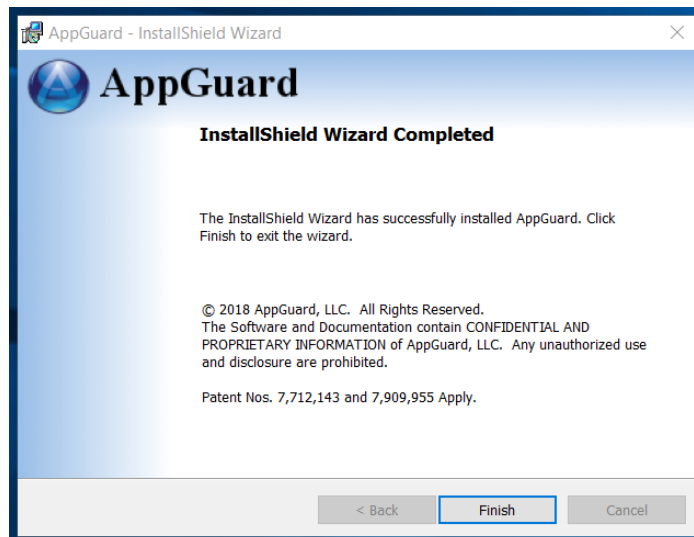 AppGuard - InstallShield Wizard
AppGuard
InstallShield Wizard Completed
The InstallShield Wizard has successfully installed AppGuard. Click
Finish to exit the wizard.
© 2018 AppGuard, LLC. All Rights Reserved.
The Software and Documentation contain CONFIDENTIAL AND
PROPRIETARY INFORMATION of AppGuard, LLC. Any unauthorized use
and disclosure are prohibited.
Patent Nos. 7,712,143 and 7,909,955 Apply.
< Back Finish Cancel